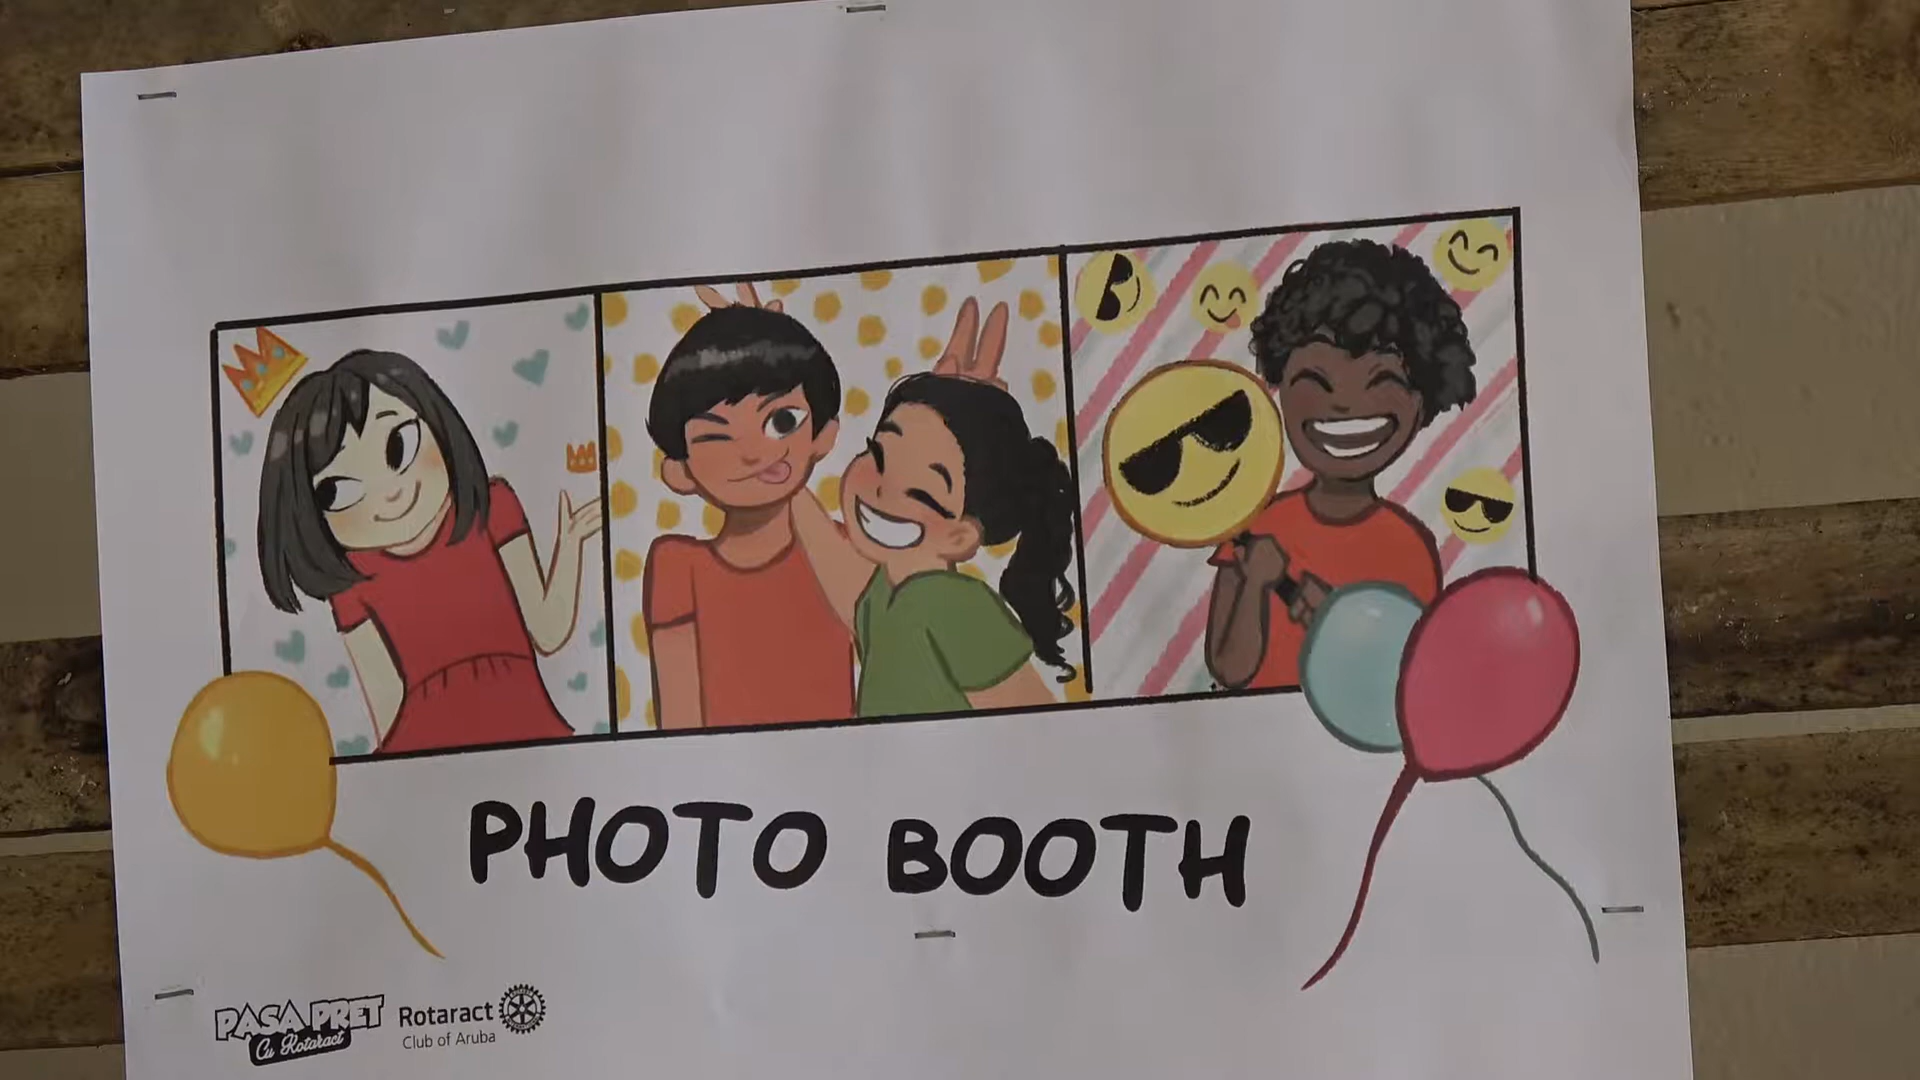 PHOTO BOOTH
PASA PRET
Cu Rotaract
Rotaract
Club of Aruba